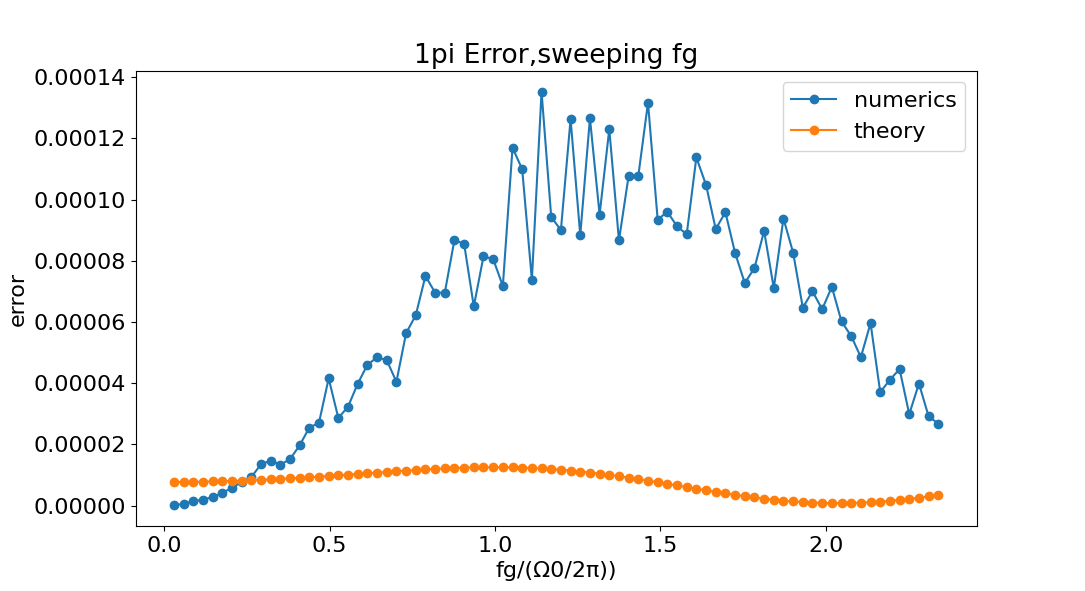 1pi Error,sweeping fg
0.00014
0.00012
0.00010
0.00008
0.00006
0.00004
0.00002
0.00000
error
numerics
theory
0.0 0.5 1.0 1.5 2.0
fg/(Ω0/2π))